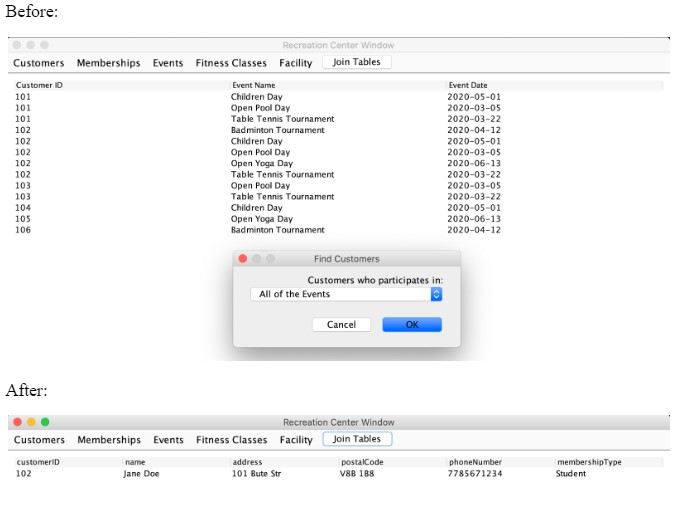 Before:
Recreation Center Window
Customers Memberships Events Fitness Classes Facility Join Tables
Customer ID Event Name Event Date
101 Children Day 2020-05-01
101 Open Pool Day 2020-03-05
101 Table Tennis Tournament 2020-03-22
102 Badminton Tournament 2020-04-12
102 Children Day 2020-05-01
102 Open Pool Day 2020-03-05
102 Open Yoga Day 2020-06-13
102 Table Tennis Tournament 2020-03-22
103 Open Pool Day 2020-03-05
103 Table Tennis Tournament 2020-03-22
104 Children Day 2020-05-01
105 Open Yoga Day 2020-06-13
106 Badminton Tournament 2020-04-12
Find Customers
Customers who participates in:
All of the Events
Cancel OK
After:
Recreation Center Window
Customers Memberships Events Fitness Classes Facility Join Tables
customerID name address postalCode phoneNumber membershipType
102 Jane Doe 101 Bute Str V8B 1B8 7785671234 Student